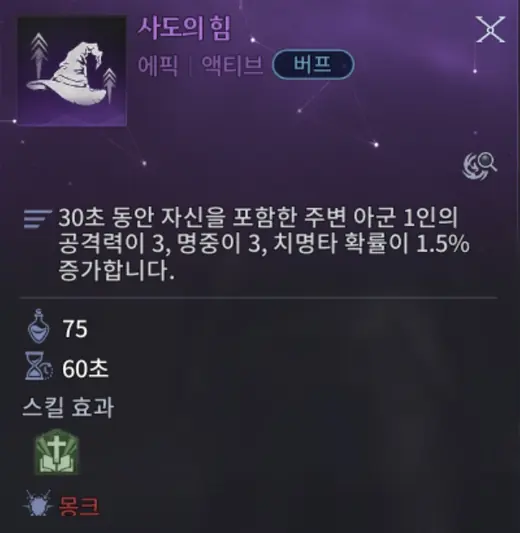 사도의 힘
에픽 | 액티브 버프
30초 동안 자신을 포함한 주변 아군 1인의
공격력이 3, 명중이 3, 치명타 확률이 1.5%
증가합니다.
75
60초
스킬 효과
몽크